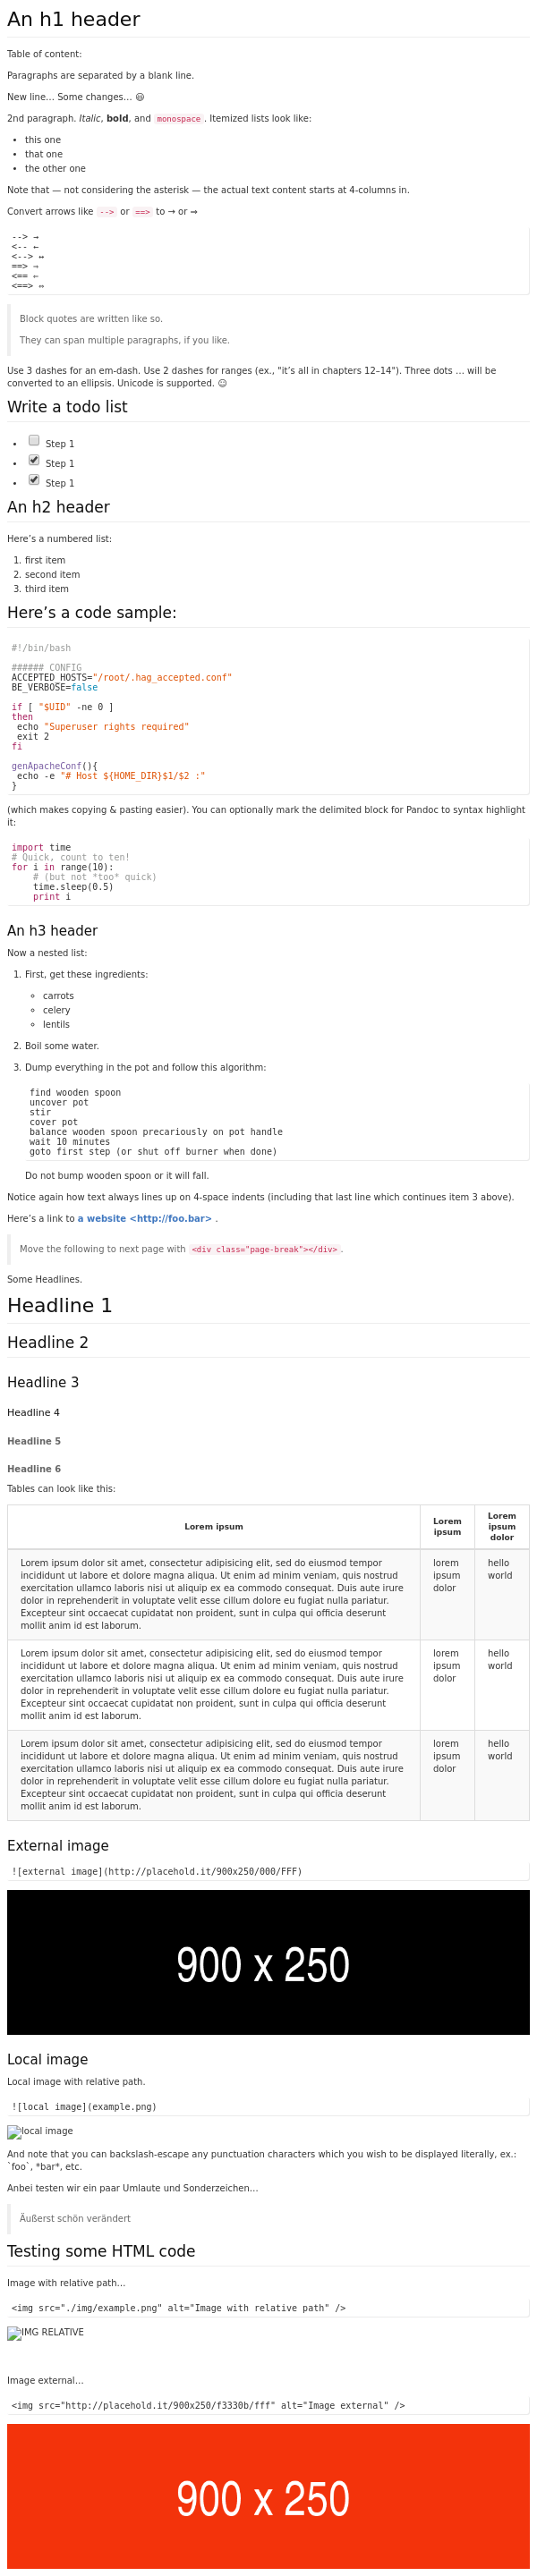 An h1 header
Table of content:
Paragraphs are separated by a blank line.
New line… Some changes… 😃
2nd paragraph. Italic, bold, and monospace. Itemized lists look like:
• this one
• that one
• the other one
Note that — not considering the asterisk — the actual text content starts at 4-columns in.
Convert arrows like --> or ==> to → or ⇒
--> →
<-- ←
<--> ↔
==> ⇒
<== ⇐
<==> ⇔
Block quotes are written like so.
They can span multiple paragraphs, if you like.
Use 3 dashes for an em-dash. Use 2 dashes for ranges (ex., "it’s all in chapters 12–14"). Three dots … will be
converted to an ellipsis. Unicode is supported. ☺
Write a todo list
• Step 1
• Step 1
• Step 1
An h2 header
Here’s a numbered list:
1. first item
2. second item
3. third item
Here’s a code sample:
#!/bin/bash
###### CONFIG
ACCEPTED_HOSTS="/root/.hag_accepted.conf"
BE_VERBOSE=false
if [ "$UID" -ne 0 ]
then
 echo "Superuser rights required"
 exit 2
fi
genApacheConf(){
 echo -e "# Host ${HOME_DIR}$1/$2 :"
}
(which makes copying & pasting easier). You can optionally mark the delimited block for Pandoc to syntax highlight
it:
import time
# Quick, count to ten!
for i in range(10):
    # (but not *too* quick)
    time.sleep(0.5)
    print i
An h3 header
Now a nested list:
1. First, get these ingredients:
◦ carrots
◦ celery
◦ lentils
2. Boil some water.
3. Dump everything in the pot and follow this algorithm:
find wooden spoon
uncover pot
stir
cover pot
balance wooden spoon precariously on pot handle
wait 10 minutes
goto first step (or shut off burner when done)
Do not bump wooden spoon or it will fall.
Notice again how text always lines up on 4-space indents (including that last line which continues item 3 above).
Here’s a link to a website <http://foo.bar> .
Move the following to next page with <div class="page-break"></div>.
Some Headlines.
Headline 1
Headline 2
Headline 3
Headline 4
Headline 5
Headline 6
Tables can look like this:
Lorem ipsum | Lorem ipsum | Lorem ipsum dolor
Lorem ipsum dolor sit amet, consectetur adipisicing elit, sed do eiusmod tempor | lorem | hello
incididunt ut labore et dolore magna aliqua. Ut enim ad minim veniam, quis nostrud | ipsum | world
exercitation ullamco laboris nisi ut aliquip ex ea commodo consequat. Duis aute irure | dolor
dolor in reprehenderit in voluptate velit esse cillum dolore eu fugiat nulla pariatur.
Excepteur sint occaecat cupidatat non proident, sunt in culpa qui officia deserunt
mollit anim id est laborum.
Lorem ipsum dolor sit amet, consectetur adipisicing elit, sed do eiusmod tempor | lorem | hello
incididunt ut labore et dolore magna aliqua. Ut enim ad minim veniam, quis nostrud | ipsum | world
exercitation ullamco laboris nisi ut aliquip ex ea commodo consequat. Duis aute irure | dolor
dolor in reprehenderit in voluptate velit esse cillum dolore eu fugiat nulla pariatur.
Excepteur sint occaecat cupidatat non proident, sunt in culpa qui officia deserunt
mollit anim id est laborum.
Lorem ipsum dolor sit amet, consectetur adipisicing elit, sed do eiusmod tempor | lorem | hello
incididunt ut labore et dolore magna aliqua. Ut enim ad minim veniam, quis nostrud | ipsum | world
exercitation ullamco laboris nisi ut aliquip ex ea commodo consequat. Duis aute irure | dolor
dolor in reprehenderit in voluptate velit esse cillum dolore eu fugiat nulla pariatur.
Excepteur sint occaecat cupidatat non proident, sunt in culpa qui officia deserunt
mollit anim id est laborum.
External image
![external image](http://placehold.it/900x250/000/FFF)
900 x 250
Local image
Local image with relative path.
![local image](example.png)
local image
And note that you can backslash-escape any punctuation characters which you wish to be displayed literally, ex.:
`foo`, *bar*, etc.
Anbei testen wir ein paar Umlaute und Sonderzeichen…
Äußerst schön verändert
Testing some HTML code
Image with relative path…
<img src="./img/example.png" alt="Image with relative path" />
IMG RELATIVE
Image external…
<img src="http://placehold.it/900x250/f3330b/fff" alt="Image external" />
900 x 250